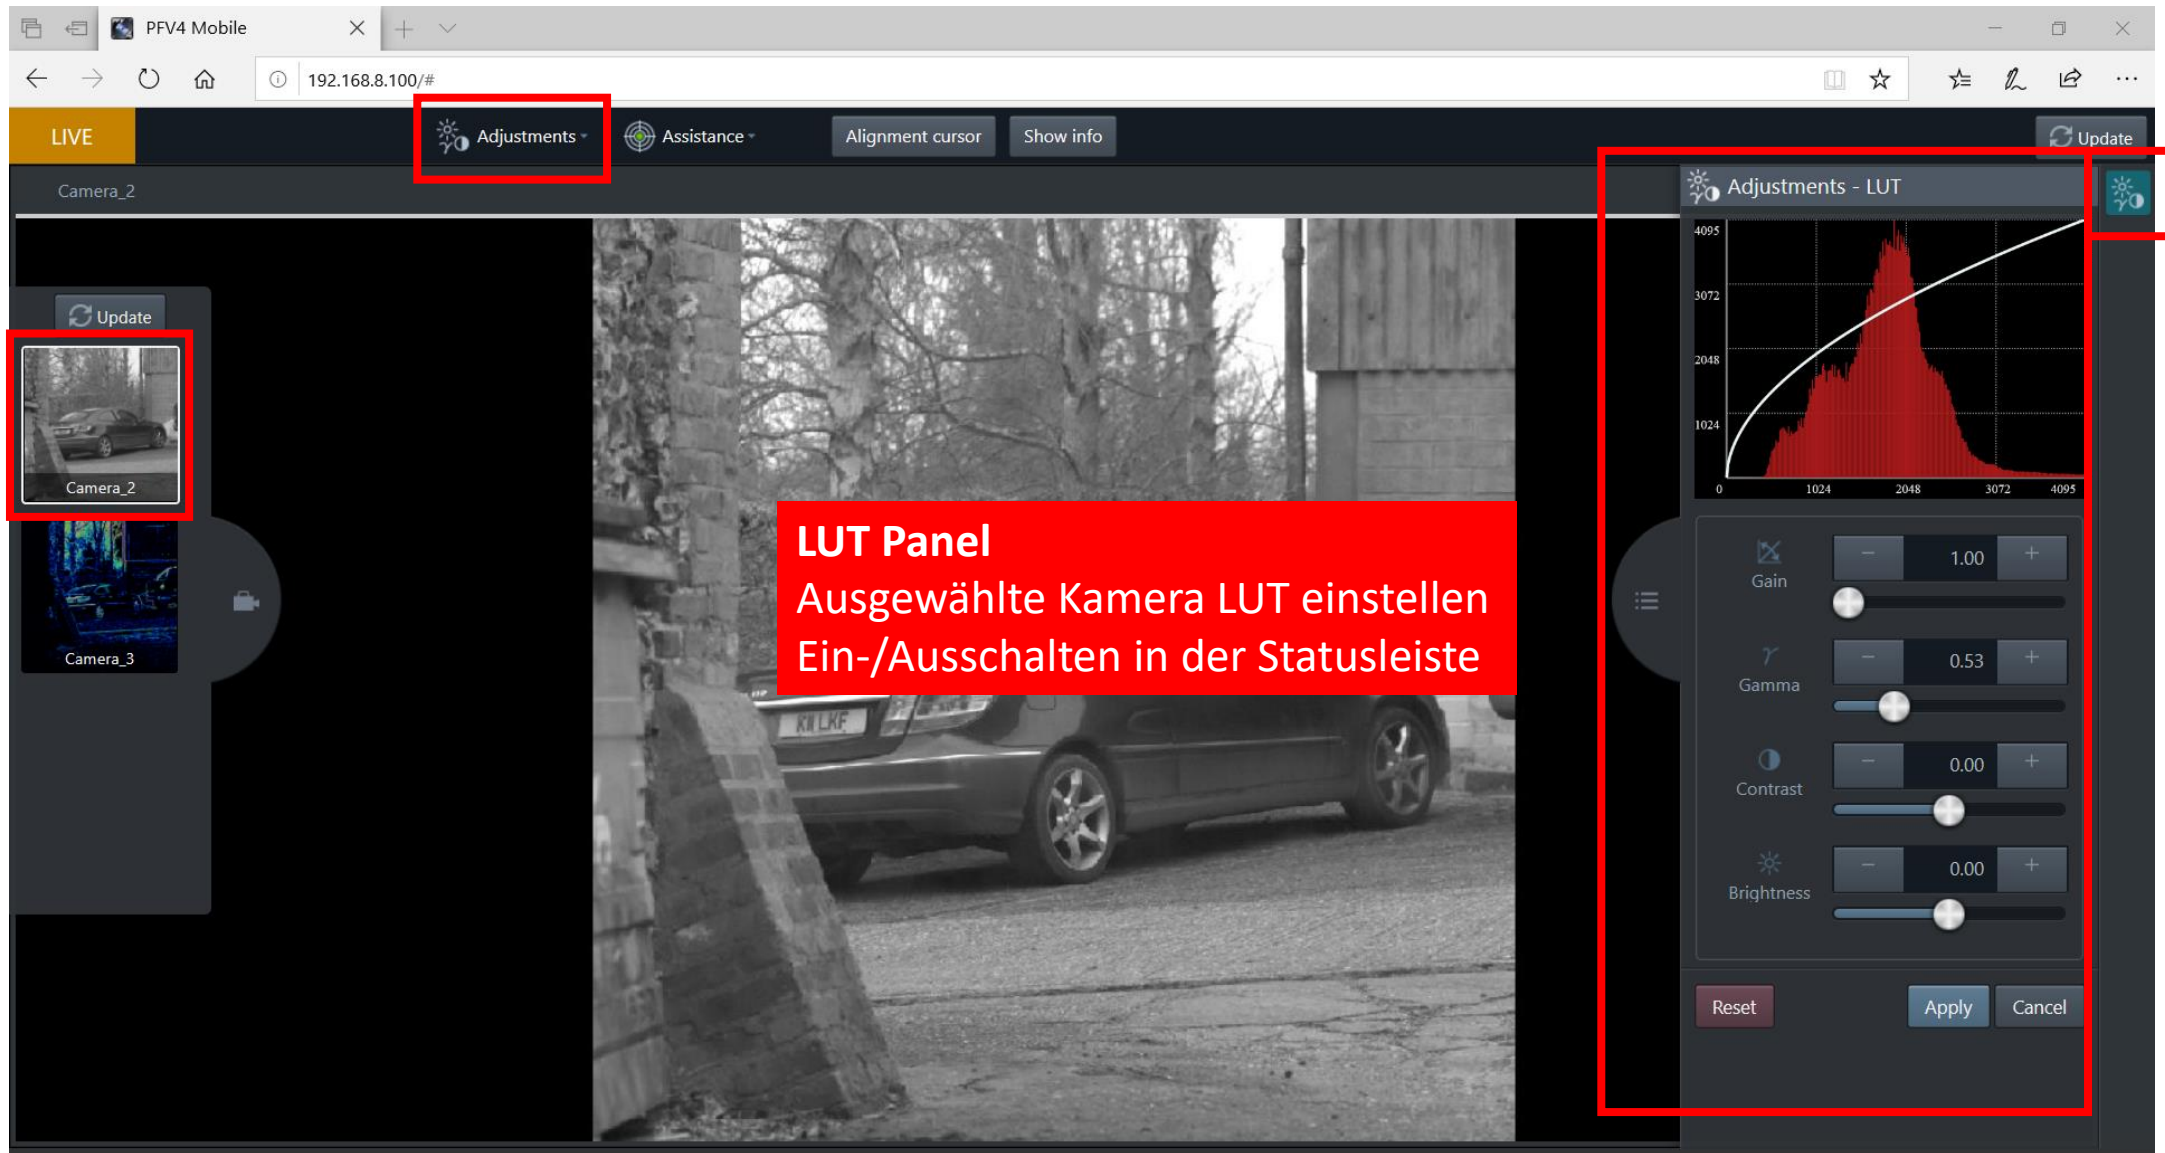 PFV4 Mobile
192.168.8.100/#
LIVE
Adjustments
Assistance
Alignment cursor
Show info
Update
Camera_2
Update
Camera_2
Camera_3
LUT Panel
Ausgewählte Kamera LUT einstellen
Ein-/Ausschalten in der Statusleiste
Adjustments - LUT
4095
3072
2048
1024
0
1024
2048
3072
4095
Gain
1.00
γ
Gamma
0.53
Contrast
0.00
Brightness
0.00
Reset
Apply
Cancel